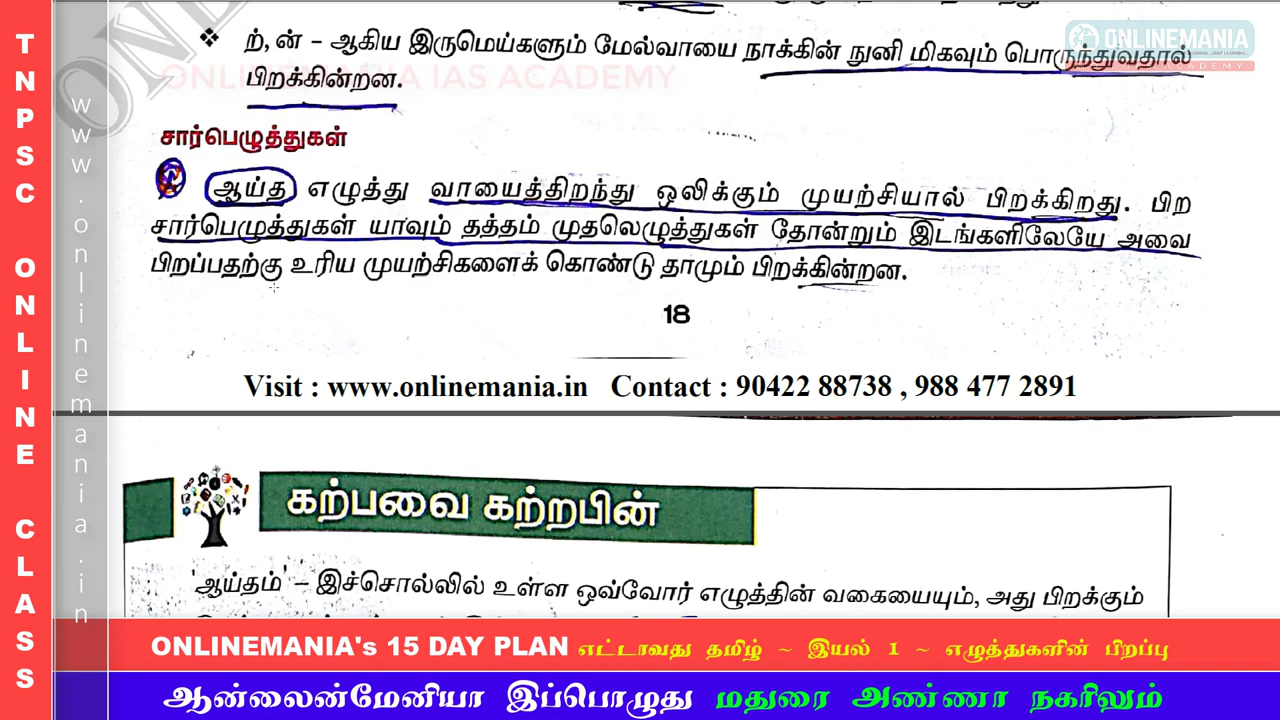 ற், ன் – ஆகிய இருமெய்களும் மேல்வாயை நாக்கின் நுனி மிகவும் பொருந்துவதால்
பிறக்கின்றன.
ONLINEMANIA IAS ACADEMY
ONLINEMANIA
ACADEMY
சார்பெழுத்துகள்
ஆய்த எழுத்து வாயைத்திறந்து ஒலிக்கும் முயற்சியால் பிறக்கிறது. பிற
சார்பெழுத்துகள் யாவும் தத்தம் முதலெழுத்துகள் தோன்றும் இடங்களிலேயே அவை
பிறப்பதற்கு உரிய முயற்சிகளைக் கொண்டு தாமும் பிறக்கின்றன.
18
Visit : www.onlinemania.in Contact : 90422 88738 , 988 477 2891
கற்பவை கற்றபின்
'ஆய்தம்' – இச்சொல்லில் உள்ள ஒவ்வோர் எழுத்தின் வகையையும், அது பிறக்கும்
ONLINEMANIA's 15 DAY PLAN எட்டாவது தமிழ் ~ இயல் 1 ~ எழுத்துகளின் பிறப்பு
ஆன்லைன்மேனியா இப்பொழுது மதுரை அண்ணா நகரிலும்
TNPSC ONLINE CLASS
www.onlinemania.in